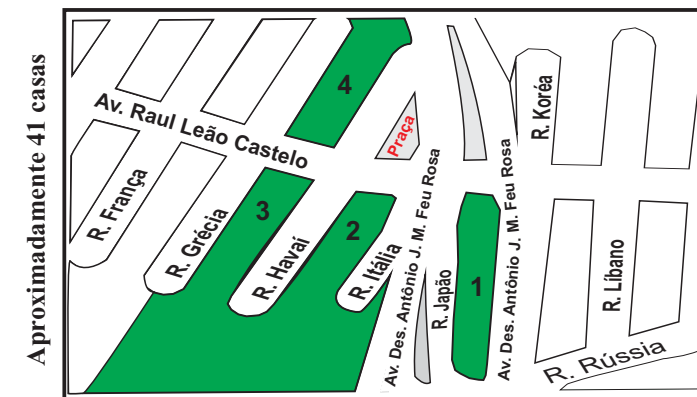 Aproximadamente 41 casas
4
Praça
Av. Raul Leão Castelo
R. Koréa
R. França
R. Grécia
3
R. Havai
2
R. Itália
Av. Des. Antônio J. M. Feu Rosa
R. Japão
1
Av. Des. Antônio J. M. Feu Rosa
R. Líbano
R. Rússia